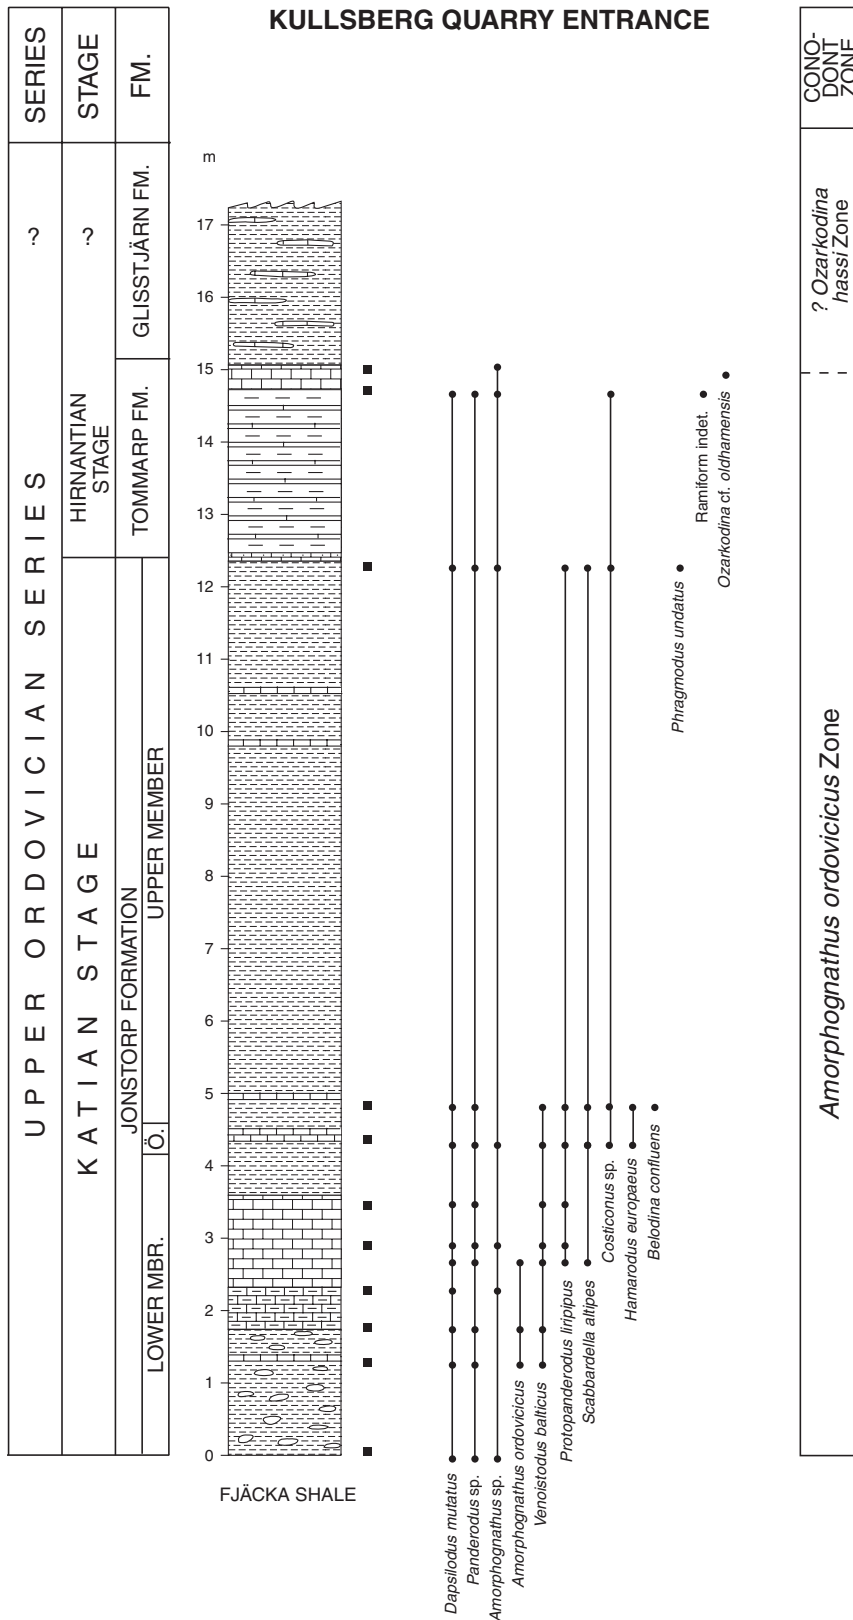 KULLSBERG QUARRY ENTRANCE
SERIES
STAGE
FM.
CONO-
DONT
ZONE
m
?
?
GLISSTJÄRN FM.
? Ozarkodina
hassi Zone
UPPER ORDOVICIAN SERIES
HIRNANTIAN
STAGE
TOMMARP FM.
KATIAN STAGE
JONSTORP FORMATION
UPPER MEMBER
Ö.
LOWER MBR.
17
16
15
14
13
12
11
10
9
8
7
6
5
4
3
2
1
0
FJÄCKA SHALE
Dapsilodus mutatus
Panderodus sp.
Amorphognathus sp.
Amorphognathus ordovicicus
Venoistodus balticus
Protopanderodus liripipus
Scabbardella altipes
Costiconus sp.
Hamarodus europaeus
Belodina confluens
Phragmodus undatus
Ramiform indet.
Ozarkodina cf. oldhamensis
Amorphognathus ordovicicus Zone